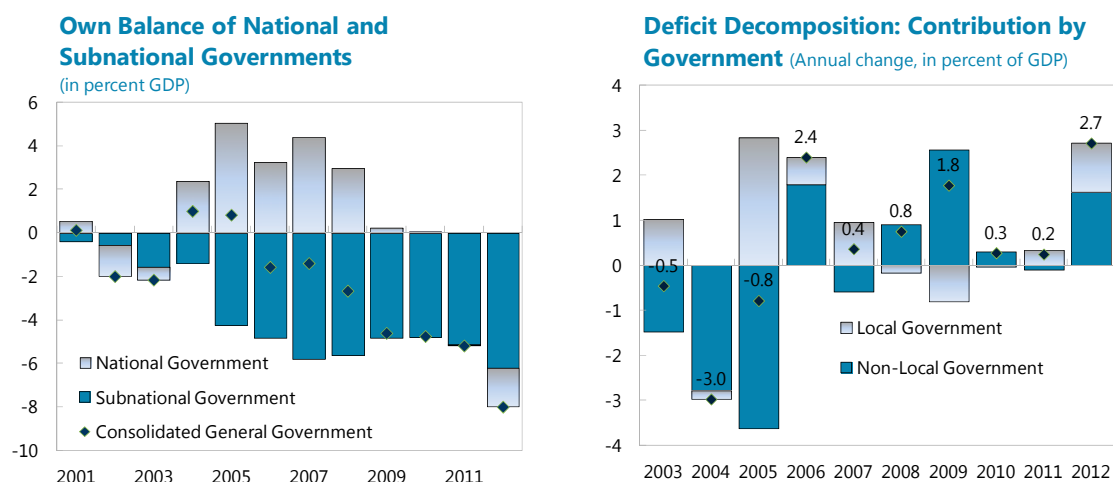 Own Balance of National and
Subnational Governments
(in percent GDP)
6
4
2
0
-2
-4
-6
-8
-10
National Government
Subnational Government
Consolidated General Government
2001 2003 2005 2007 2009 2011
Deficit Decomposition: Contribution by
Government (Annual change, in percent of GDP)
4
3
2
1
0
-1
-2
-3
-4
-0.5
-3.0
-0.8
2.4
0.4
0.8
1.8
0.3
0.2
2.7
Local Government
Non-Local Government
2003 2004 2005 2006 2007 2008 2009 2010 2011 2012